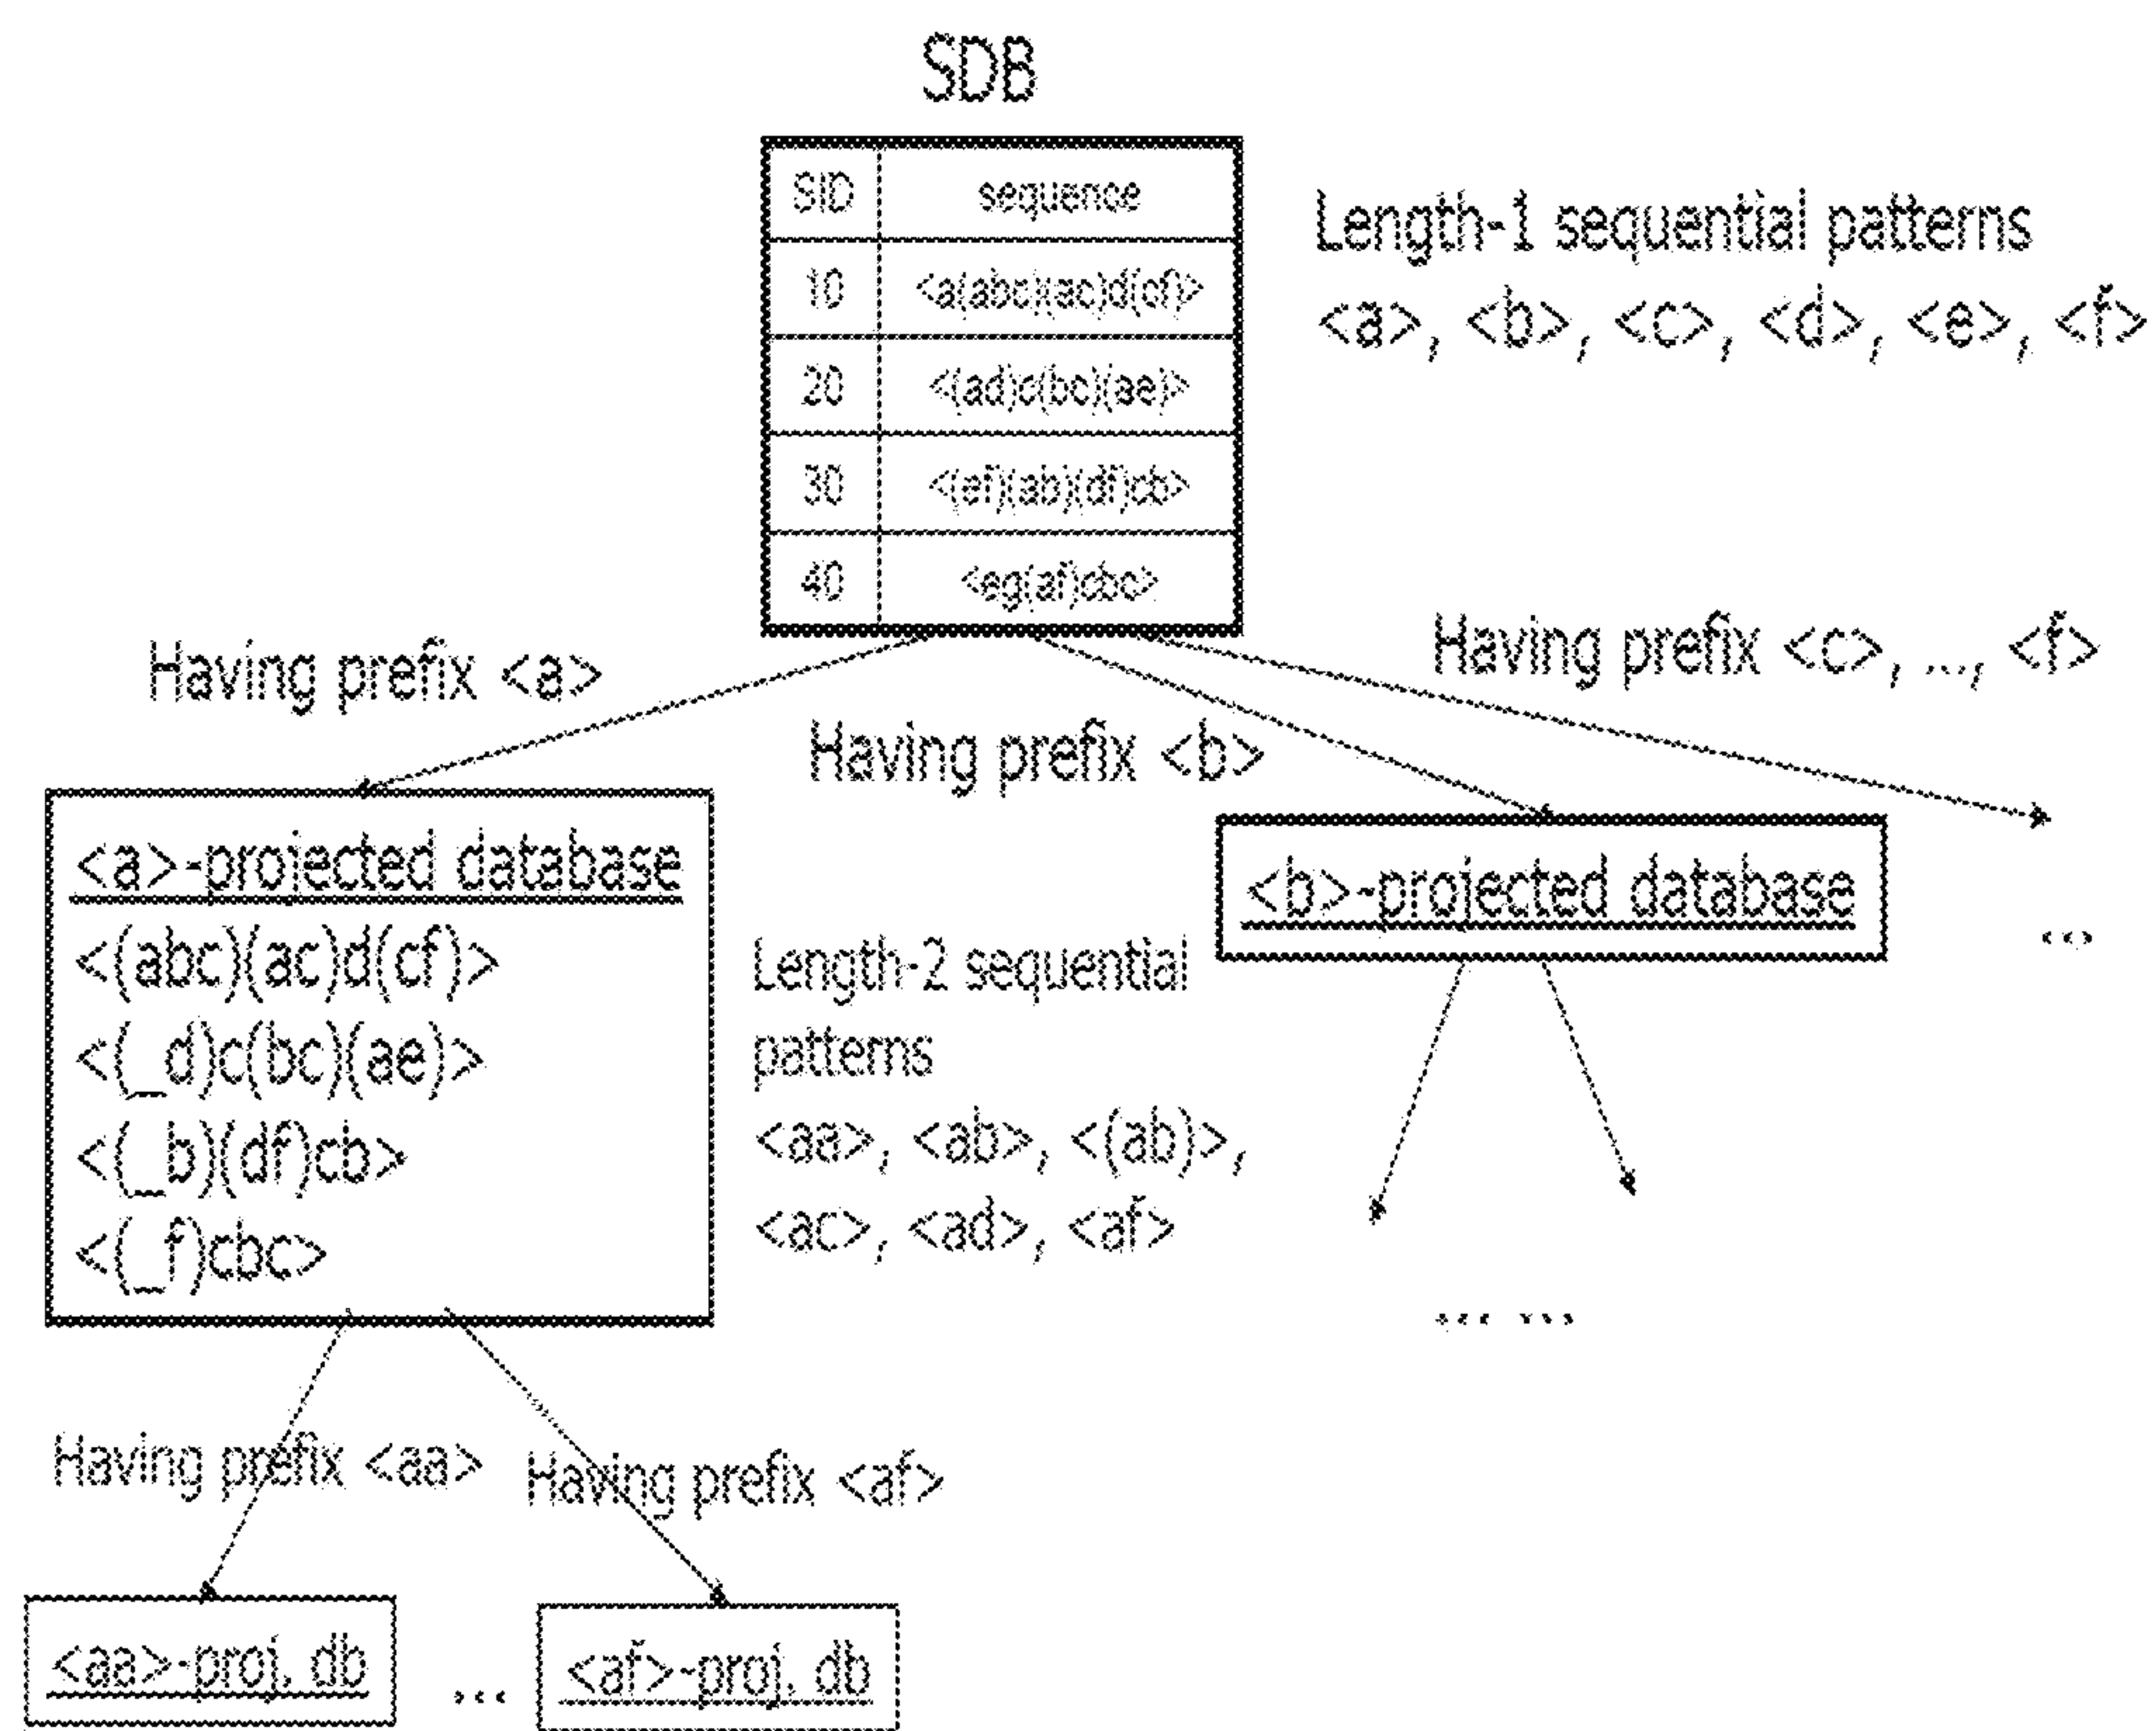 SDB
SID sequence
10 <a(abc)(ac)d(cf)>
20 <(ad)c(bc)(ae)>
30 <(ef)(ab)(df)cb>
40 <eg(af)cbc>
Length-1 sequential patterns
<a>, <b>, <c>, <d>, <e>, <f>
Having prefix <a>
Having prefix <b>
Having prefix <c>, ..., <f>
<a>-projected database
<(abc)(ac)d(cf)>
<(_d)c(bc)(ae)>
<(_b)(df)cb>
<(_f)cbc>
Length-2 sequential
patterns
<aa>, <ab>, <(ab)>,
<ac>, <ad>, <af>
<b>-projected database
...
... ...
Having prefix <aa>
Having prefix <af>
<aa>-proj. db
...
<af>-proj. db